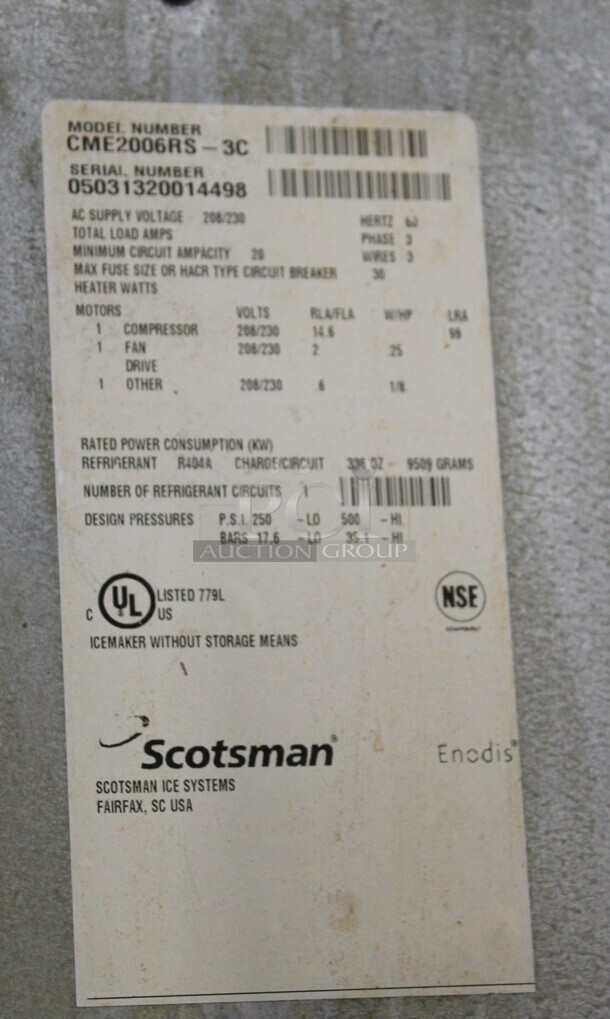 MODEL NUMBER
CME2006RS-3C
SERIAL NUMBER
05031320014498
AC SUPPLY VOLTAGE 208/230 HERTZ 60
TOTAL LOAD AMPS PHASE 3
MINIMUM CIRCUIT AMPACITY 20 WIRES 3
MAX FUSE SIZE OR HACR TYPE CIRCUIT BREAKER 30
HEATER WATTS
MOTORS VOLTS RLA/FLA W/HP LRA
1 COMPRESSOR 208/230 14.6 99
1 FAN 208/230 2 .25
DRIVE
1 OTHER 208/230 .6 1/8
RATED POWER CONSUMPTION (KW)
REFRIGERANT R404A CHARGE/CIRCUIT 336 OZ - 9509 GRAMS
NUMBER OF REFRIGERANT CIRCUITS
DESIGN PRESSURES P.S.I. 250 -LO 500 -HI
BARS 17.6 -LO 35.1 -HI
PCI
AUCTION GROUP
C UL LISTED 779L
US
NSF
ICEMAKER WITHOUT STORAGE MEANS
Scotsman®
Enodis®
SCOTSMAN ICE SYSTEMS
FAIRFAX, SC USA